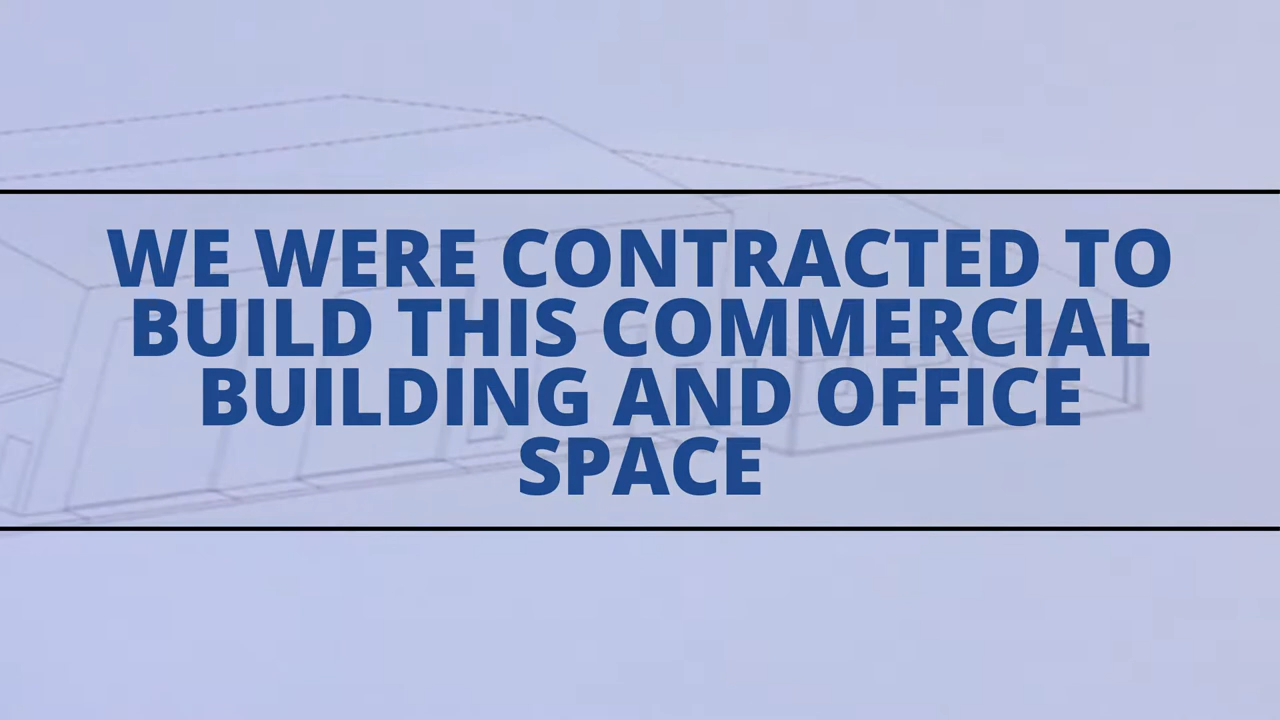 WE WERE CONTRACTED TO
BUILD THIS COMMERCIAL
BUILDING AND OFFICE
SPACE